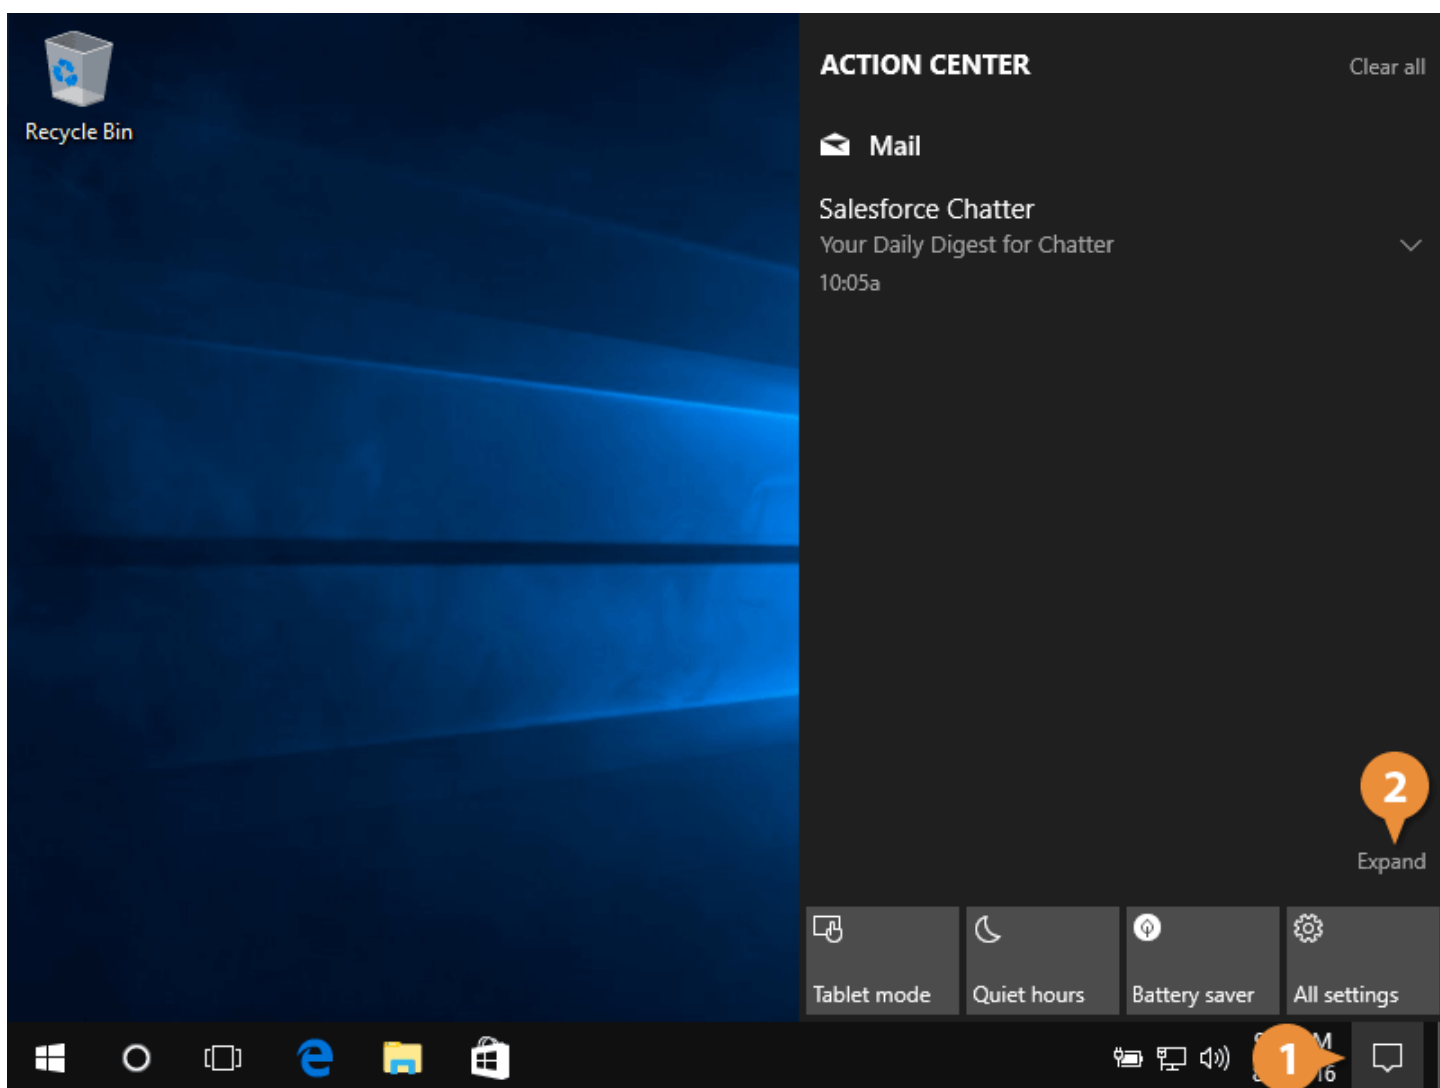 Recycle Bin
ACTION CENTER
Clear all
Mail
Salesforce Chatter
Your Daily Digest for Chatter
10:05a
2
Expand
Tablet mode
Quiet hours
Battery saver
All settings
1